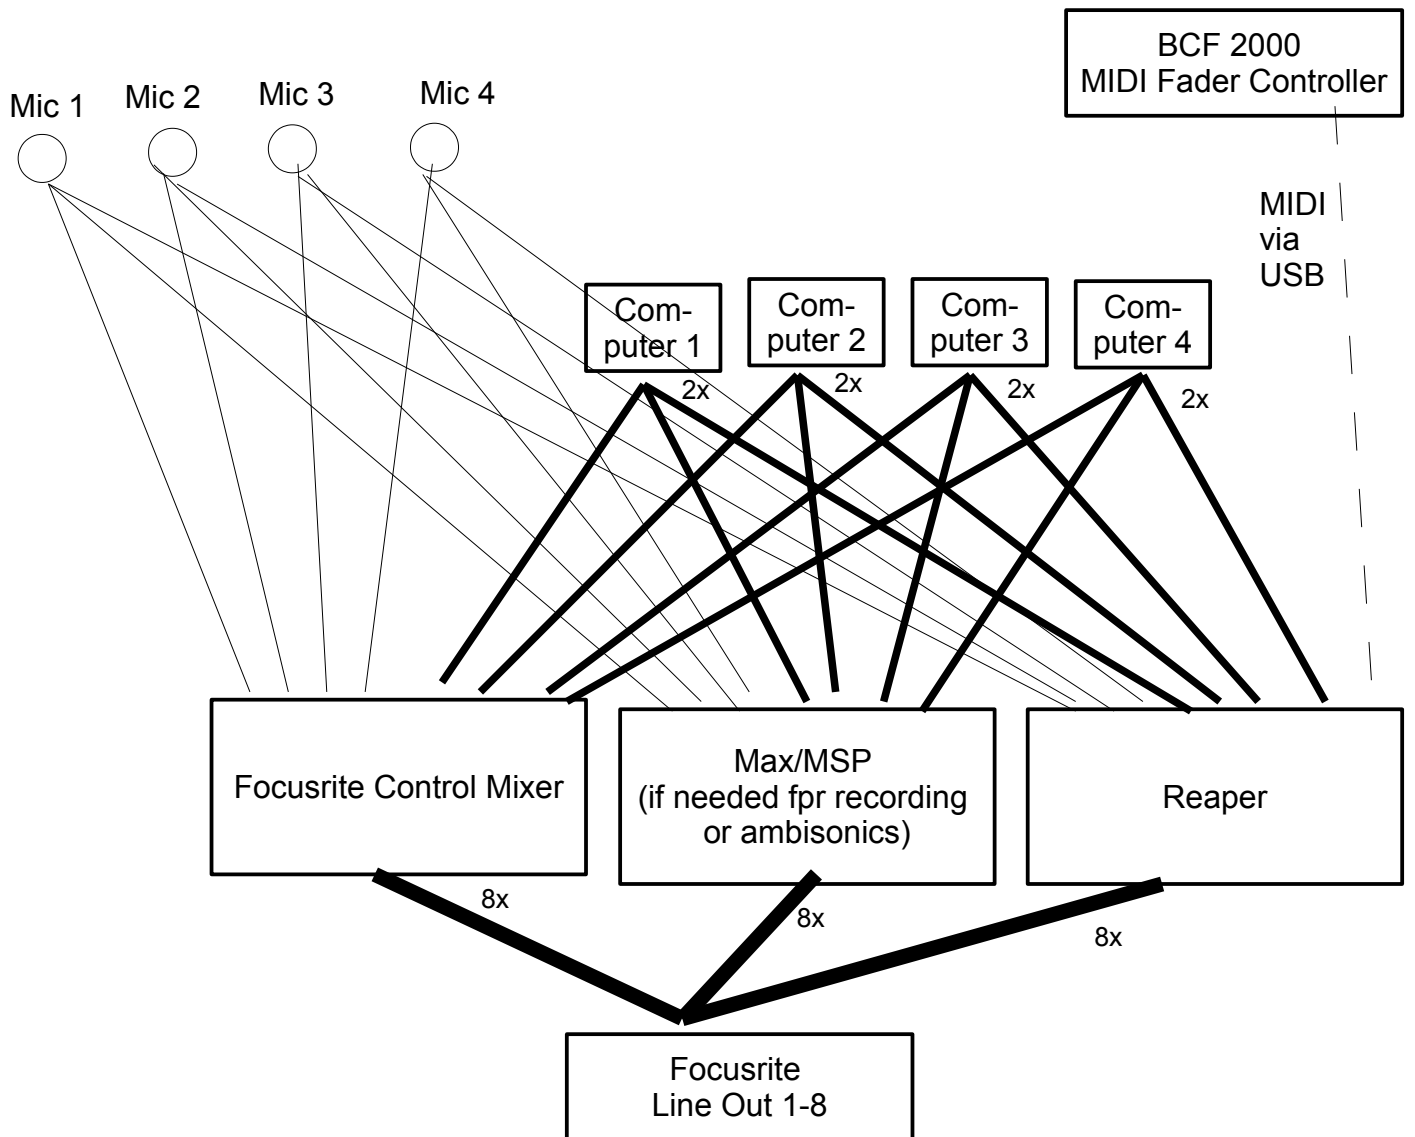 BCF 2000
MIDI Fader Controller
Mic 1
Mic 2
Mic 3
Mic 4
MIDI
via
USB
Com-
puter 1
Com-
puter 2
Com-
puter 3
Com-
puter 4
2x
2x
2x
2x
Focusrite Control Mixer
Max/MSP
(if needed fpr recording
or ambisonics)
Reaper
8x
8x
8x
Focusrite
Line Out 1-8